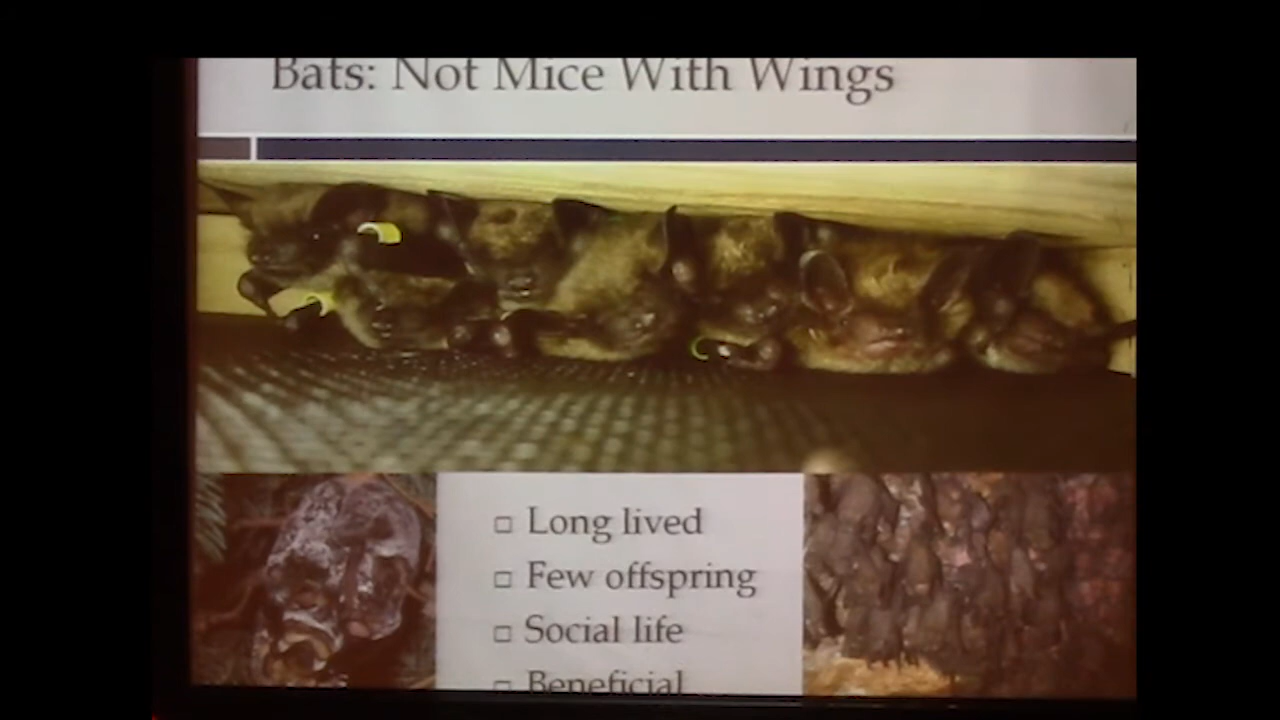 Bats: Not Mice With Wings
Long lived
Few offspring
Social life
Beneficial